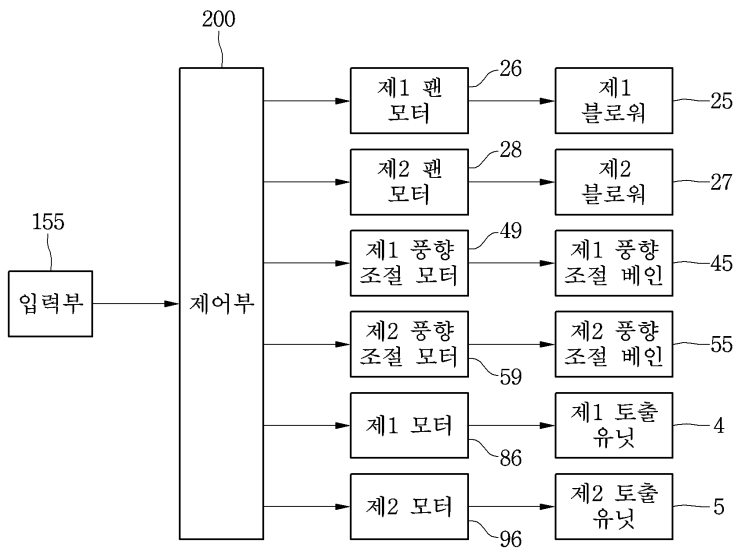 200
제1 팬
모터
26
제1
블로워
25
제2 팬
모터
28
제2
블로워
27
155
입력부
제어부
제1 풍향
조절 모터
49
제1 풍향
조절 베인
45
제2 풍향
조절 모터
59
제2 풍향
조절 베인
55
제1 모터
86
제1 토출
유닛
4
제2 모터
96
제2 토출
유닛
5